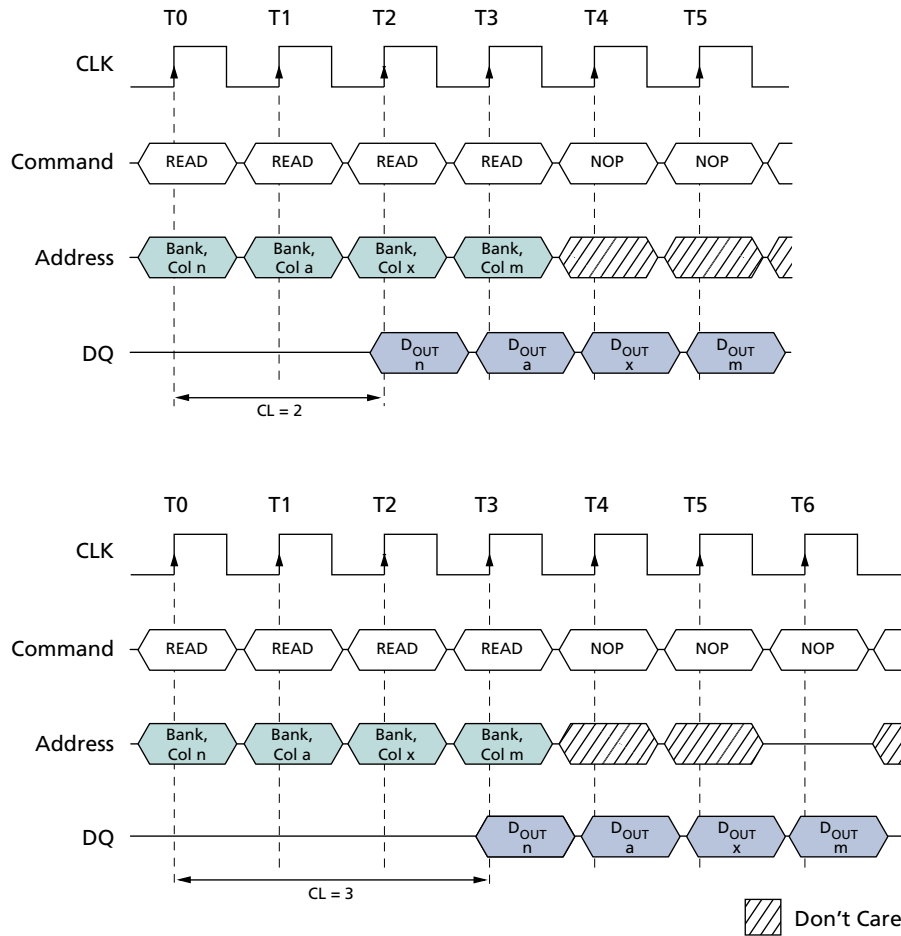 T0 T1 T2 T3 T4 T5
CLK
Command READ READ READ READ NOP NOP
Address Bank, Col n Bank, Col a Bank, Col x Bank, Col m
DQ DOUT n DOUT a DOUT x DOUT m
CL = 2
T0 T1 T2 T3 T4 T5 T6
CLK
Command READ READ READ READ NOP NOP NOP
Address Bank, Col n Bank, Col a Bank, Col x Bank, Col m
DQ DOUT n DOUT a DOUT x DOUT m
CL = 3
Don't Care